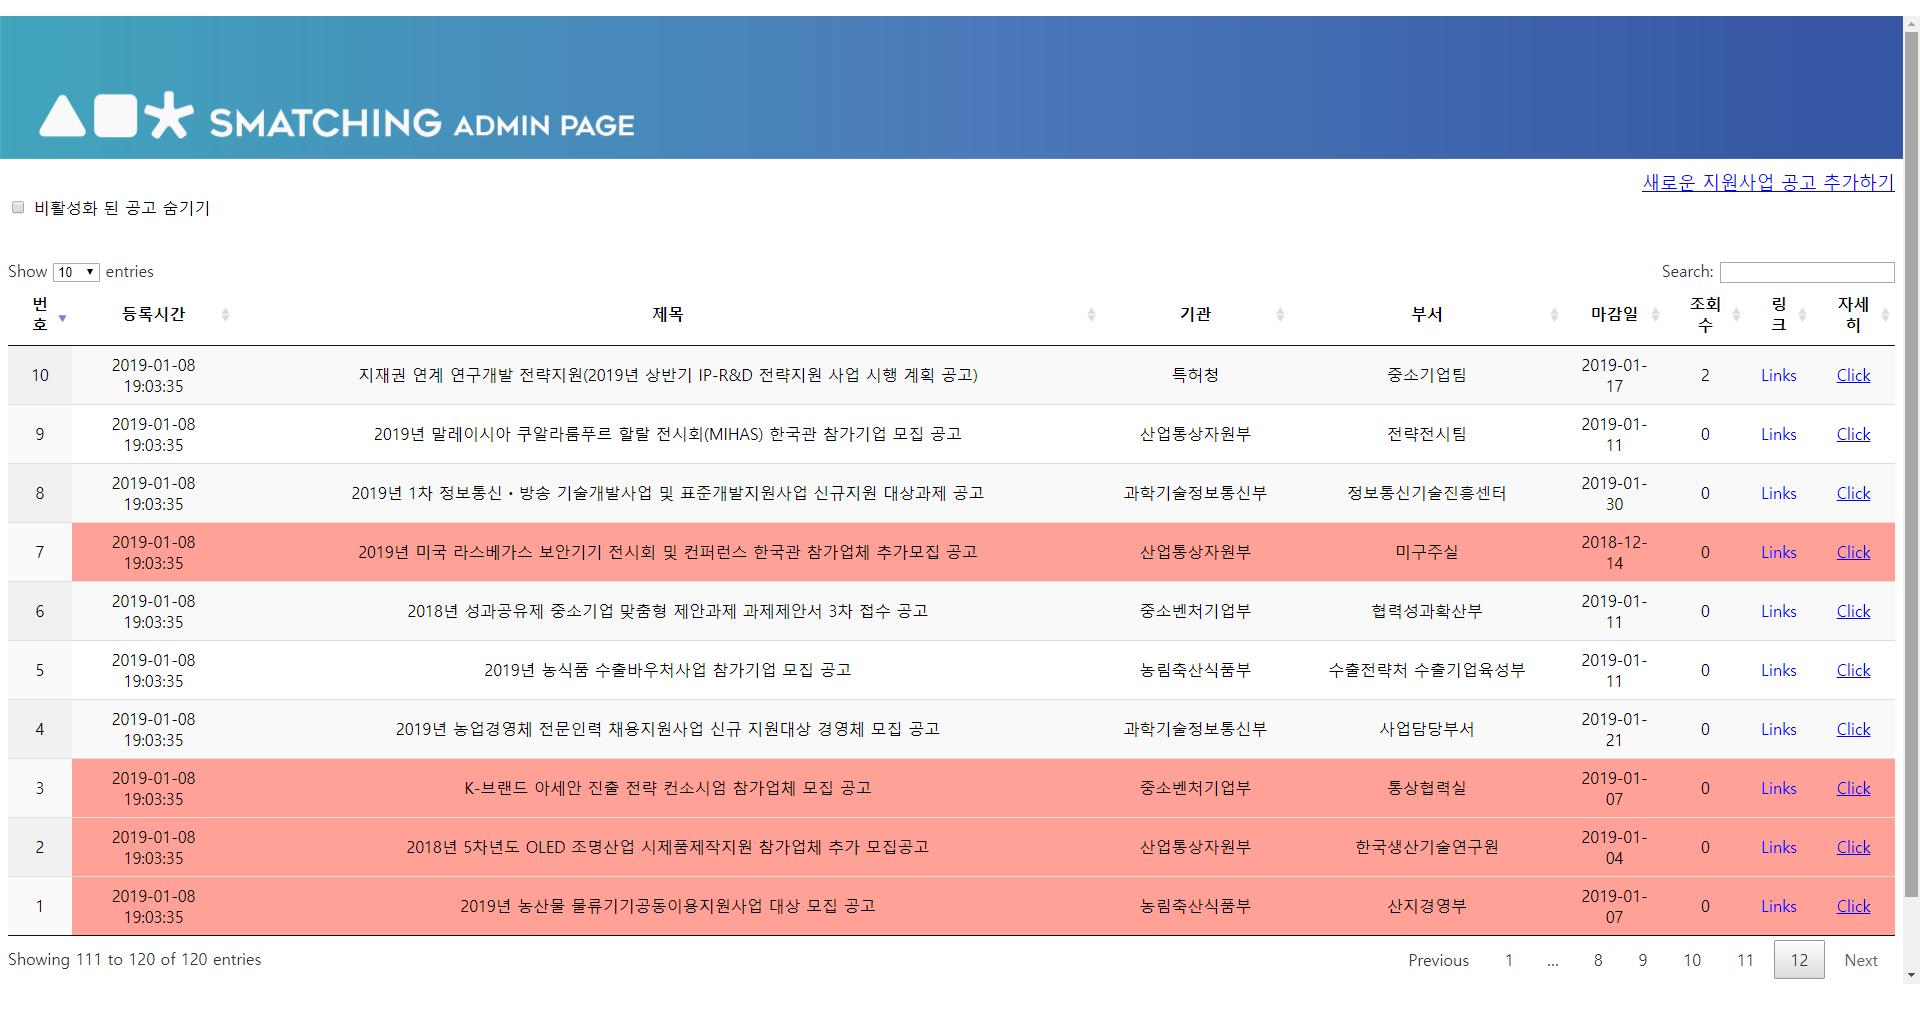 SMATCHING ADMIN PAGE
새로운 지원사업 공고 추가하기
비활성화 된 공고 숨기기
Show 10 entries Search:
번호 등록시간 제목 기관 부서 마감일 조회수 링크 자세히
10 2019-01-08 19:03:35 지재권 연계 연구개발 전략지원(2019년 상반기 IP-R&D 전략지원 사업 시행 계획 공고) 특허청 중소기업팀 2019-01-17 2 Links Click
9 2019-01-08 19:03:35 2019년 말레이시아 쿠알라룸푸르 할랄 전시회(MIHAS) 한국관 참가기업 모집 공고 산업통상자원부 전략전시팀 2019-01-11 0 Links Click
8 2019-01-08 19:03:35 2019년 1차 정보통신・방송 기술개발사업 및 표준개발지원사업 신규지원 대상과제 공고 과학기술정보통신부 정보통신기술진흥센터 2019-01-30 0 Links Click
7 2019-01-08 19:03:35 2019년 미국 라스베가스 보안기기 전시회 및 컨퍼런스 한국관 참가업체 추가모집 공고 산업통상자원부 미구주실 2018-12-14 0 Links Click
6 2019-01-08 19:03:35 2018년 성과공유제 중소기업 맞춤형 제안과제 과제제안서 3차 접수 공고 중소벤처기업부 협력성과확산부 2019-01-11 0 Links Click
5 2019-01-08 19:03:35 2019년 농식품 수출바우처사업 참가기업 모집 공고 농림축산식품부 수출전략처 수출기업육성부 2019-01-11 0 Links Click
4 2019-01-08 19:03:35 2019년 농업경영체 전문인력 채용지원사업 신규 지원대상 경영체 모집 공고 과학기술정보통신부 사업담당부서 2019-01-21 0 Links Click
3 2019-01-08 19:03:35 K-브랜드 아세안 진출 전략 컨소시엄 참가업체 모집 공고 중소벤처기업부 통상협력실 2019-01-07 0 Links Click
2 2019-01-08 19:03:35 2018년 5차년도 OLED 조명산업 시제품제작지원 참가업체 추가 모집공고 산업통상자원부 한국생산기술연구원 2019-01-04 0 Links Click
1 2019-01-08 19:03:35 2019년 농산물 물류기기공동이용지원사업 대상 모집 공고 농림축산식품부 산지경영부 2019-01-07 0 Links Click
Showing 111 to 120 of 120 entries Previous 1 ... 8 9 10 11 12 Next